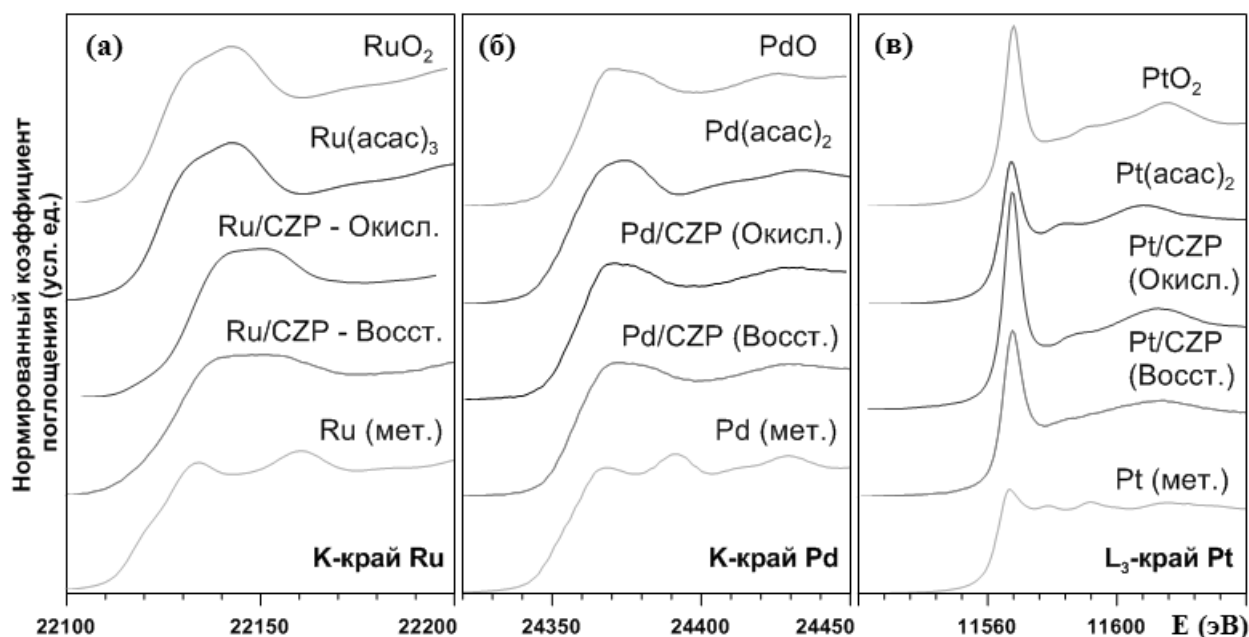 Нормированный коэффициент
поглощения (усл. ед.)
(а)
RuO2
Ru(acac)3
Ru/CZP - Окисл.
Ru/CZP - Восст.
Ru (мет.)
K-край Ru
22100 22150 22200
(б)
PdO
Pd(acac)2
Pd/CZP (Окисл.)
Pd/CZP (Восст.)
Pd (мет.)
K-край Pd
24350 24400 24450
(в)
PtO2
Pt(acac)2
Pt/CZP
(Окисл.)
Pt/CZP
(Восст.)
Pt (мет.)
L3-край Pt
11560 11600 E (эВ)